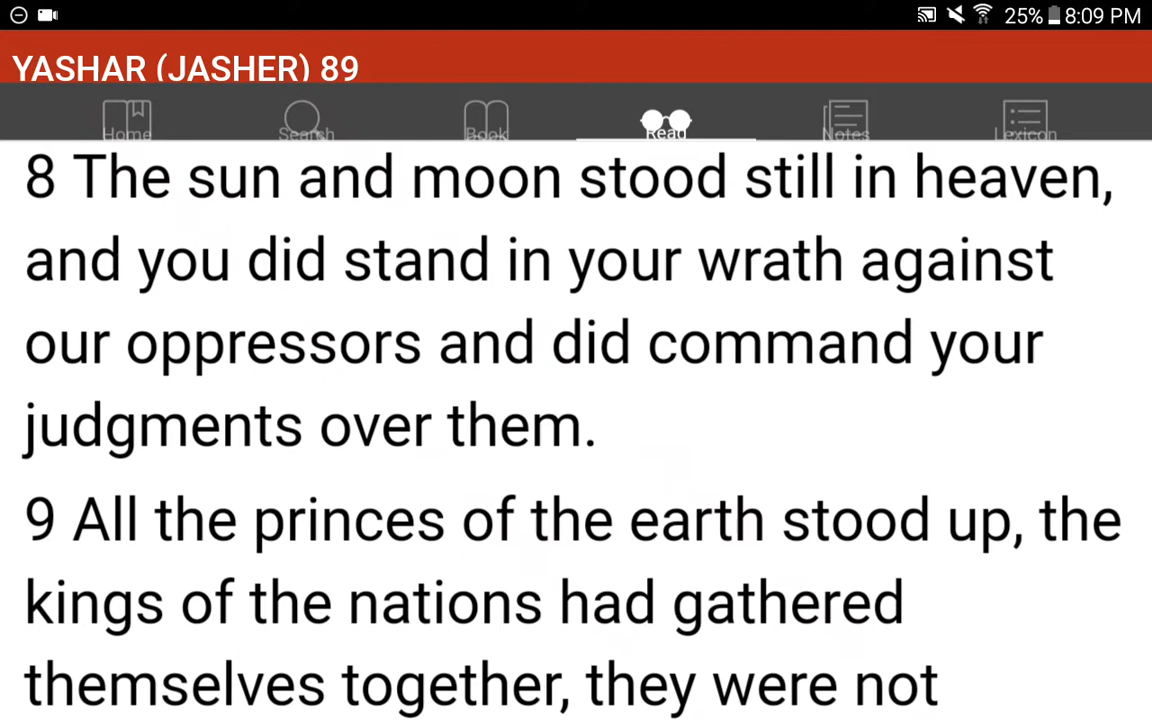 25% 8:09 PM
YASHAR (JASHER) 89
Home Search Book Read Notes Lexicon
8 The sun and moon stood still in heaven,
and you did stand in your wrath against
our oppressors and did command your
judgments over them.
9 All the princes of the earth stood up, the
kings of the nations had gathered
themselves together, they were not